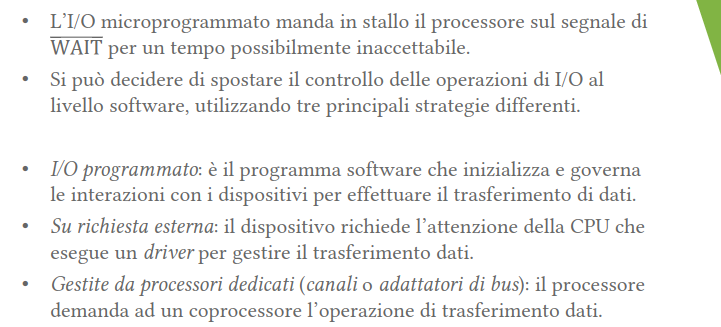 • L'I/O microprogrammato manda in stallo il processore sul segnale di
W̅A̅I̅T̅ per un tempo possibilmente inaccettabile.
• Si può decidere di spostare il controllo delle operazioni di I/O al
livello software, utilizzando tre principali strategie differenti.
• I/O programmato: è il programma software che inizializza e governa
le interazioni con i dispositivi per effettuare il trasferimento di dati.
• Su richiesta esterna: il dispositivo richiede l'attenzione della CPU che
esegue un driver per gestire il trasferimento dati.
• Gestite da processori dedicati (canali o adattatori di bus): il processore
demanda ad un coprocessore l'operazione di trasferimento dati.